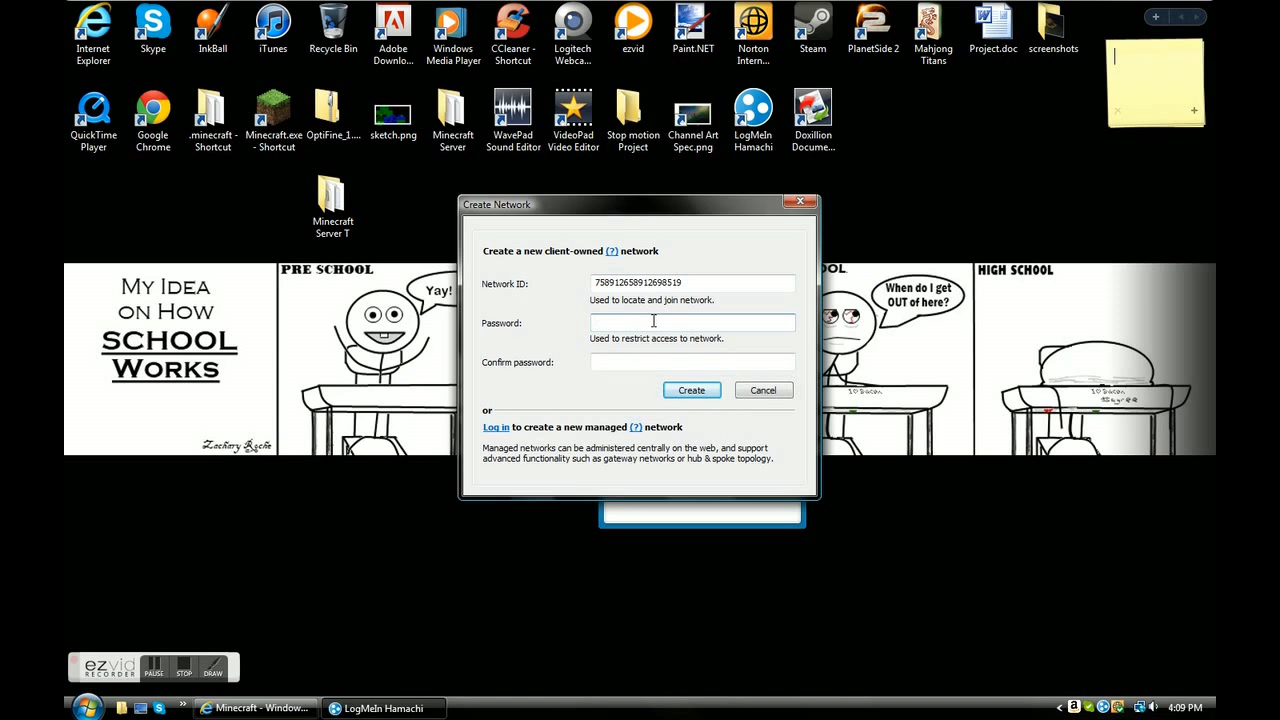 Internet
Explorer
Skype
InkBall
iTunes
Recycle Bin
Adobe
Downlo...
Windows
Media Player
CCleaner -
Shortcut
Logitech
Webca...
ezvid
Paint.NET
Norton
Intern...
Steam
PlanetSide 2
Mahjong
Titans
Project.doc
screenshots
QuickTime
Player
Google
Chrome
.minecraft -
Shortcut
Minecraft.exe
- Shortcut
OptiFine_1....
sketch.png
Minecraft
Server
WavePad
Sound Editor
VideoPad
Video Editor
Stop motion
Project
Channel Art
Spec.png
LogMeIn
Hamachi
Doxillion
Docume...
Minecraft
Server T
MY IDEA
ON HOW
SCHOOL
WORKS
Zachary Roche
PRE SCHOOL
Yay!
Create Network
Create a new client-owned (?) network
Network ID:
758912658912698519
Used to locate and join network.
Password:
Used to restrict access to network.
Confirm password:
Create
Cancel
or
Log in to create a new managed (?) network
Managed networks can be administered centrally on the web, and support
advanced functionality such as gateway networks or hub & spoke topology.
When do I get
OUT of here?
HIGH SCHOOL
ezvid
RECORDER
PAUSE
STOP
DRAW
Minecraft - Window...
LogMeIn Hamachi
4:09 PM